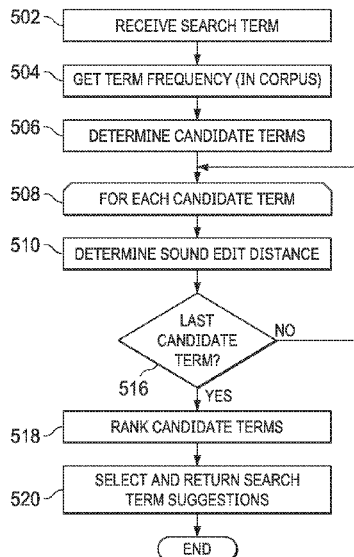 502
RECEIVE SEARCH TERM
504
GET TERM FREQUENCY (IN CORPUS)
506
DETERMINE CANDIDATE TERMS
508
FOR EACH CANDIDATE TERM
510
DETERMINE SOUND EDIT DISTANCE
LAST
CANDIDATE
TERM?
NO
516
YES
518
RANK CANDIDATE TERMS
520
SELECT AND RETURN SEARCH
TERM SUGGESTIONS
END